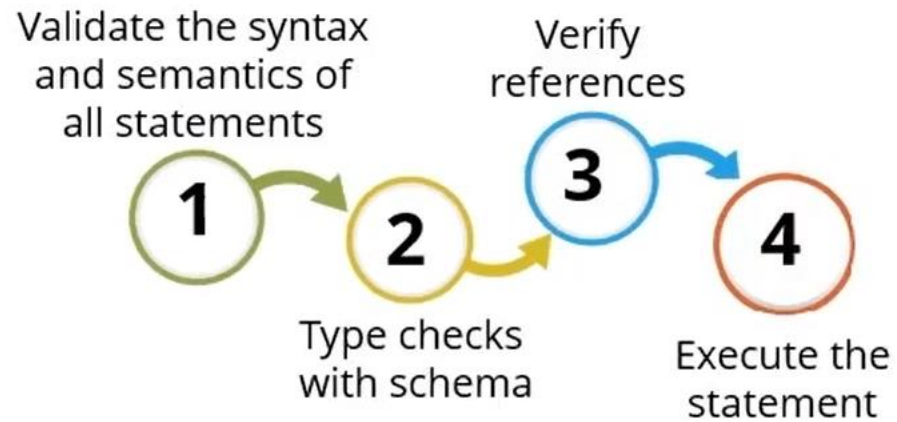 Validate the syntax
and semantics of
all statements
1
2
Type checks
with schema
Verify
references
3
4
Execute the
statement